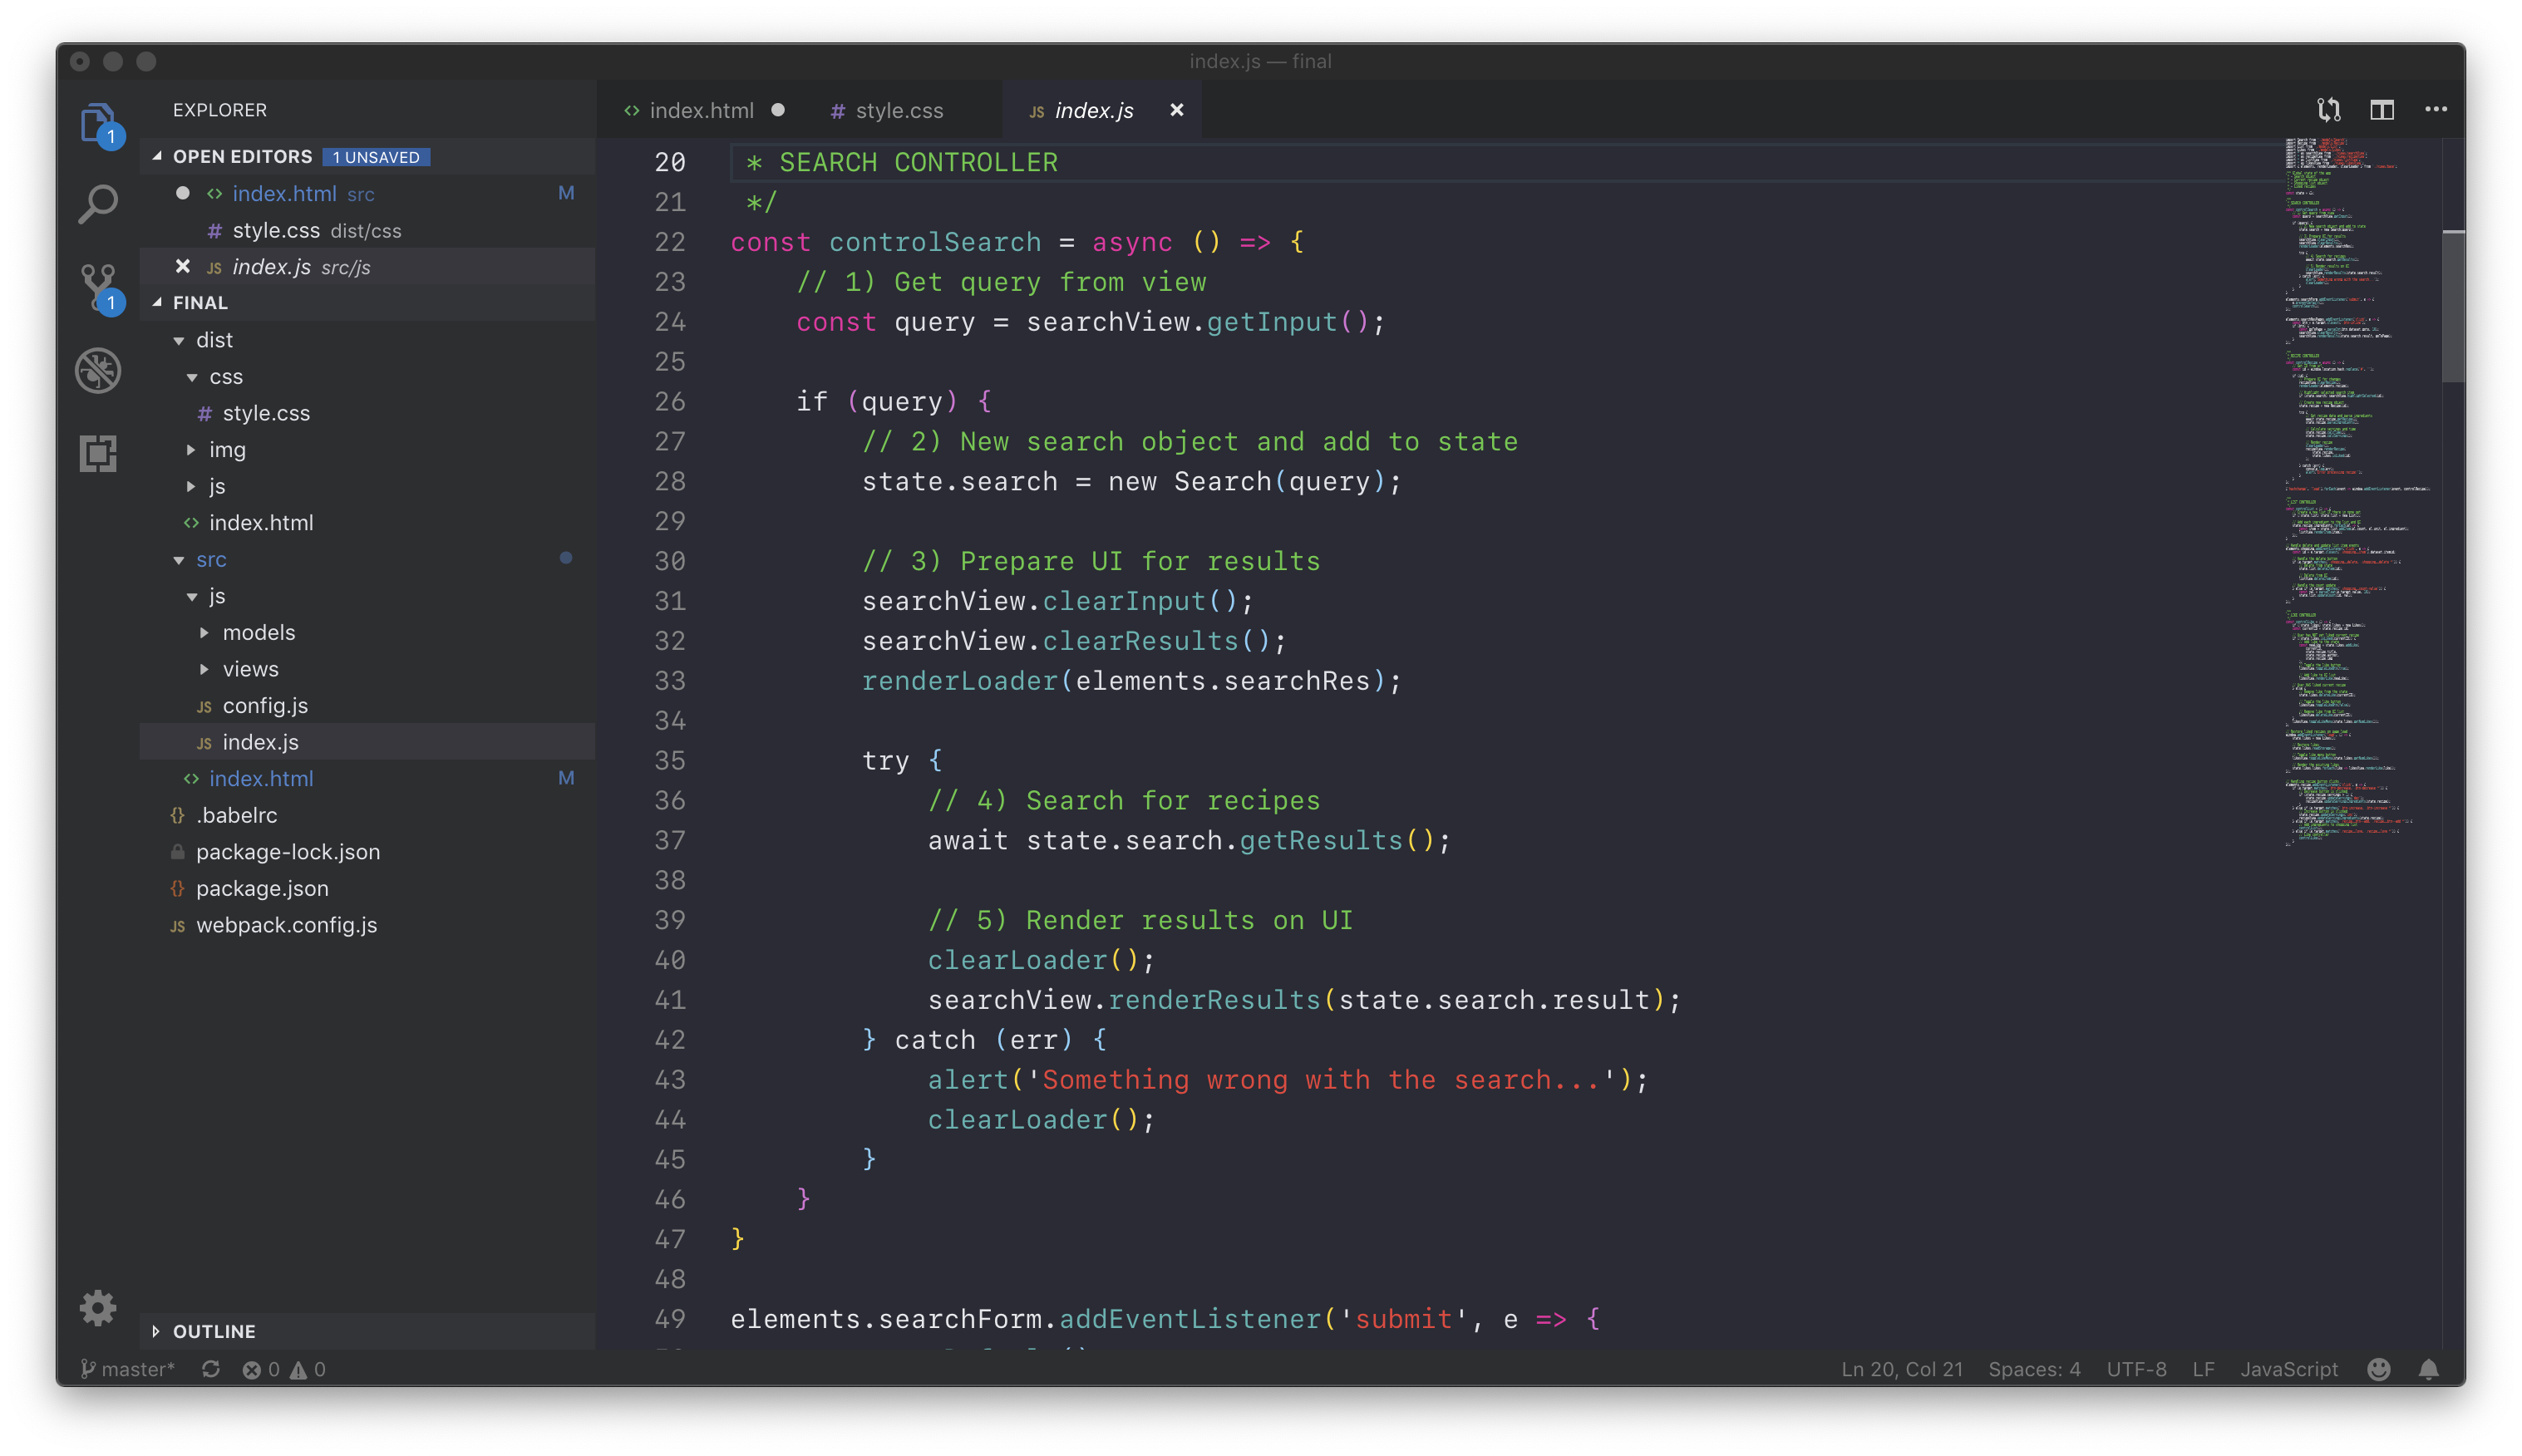 index.js — final
EXPLORER
OPEN EDITORS 1 UNSAVED
index.html src M
# style.css dist/css
JS index.js src/js
FINAL
dist
css
# style.css
img
js
index.html
src
js
models
views
JS config.js
JS index.js
index.html M
{} .babelrc
package-lock.json
{} package.json
JS webpack.config.js
OUTLINE
1
1
<> index.html
# style.css
JS index.js
20 * SEARCH CONTROLLER
21 */
22 const controlSearch = async () => {
23 // 1) Get query from view
24 const query = searchView.getInput();
25
26 if (query) {
27 // 2) New search object and add to state
28 state.search = new Search(query);
29
30 // 3) Prepare UI for results
31 searchView.clearInput();
32 searchView.clearResults();
33 renderLoader(elements.searchRes);
34
35 try {
36 // 4) Search for recipes
37 await state.search.getResults();
38
39 // 5) Render results on UI
40 clearLoader();
41 searchView.renderResults(state.search.result);
42 } catch (err) {
43 alert('Something wrong with the search...');
44 clearLoader();
45 }
46 }
47 }
48
49 elements.searchForm.addEventListener('submit', e => {
master* 0 0
Ln 20, Col 21 Spaces: 4 UTF-8 LF JavaScript